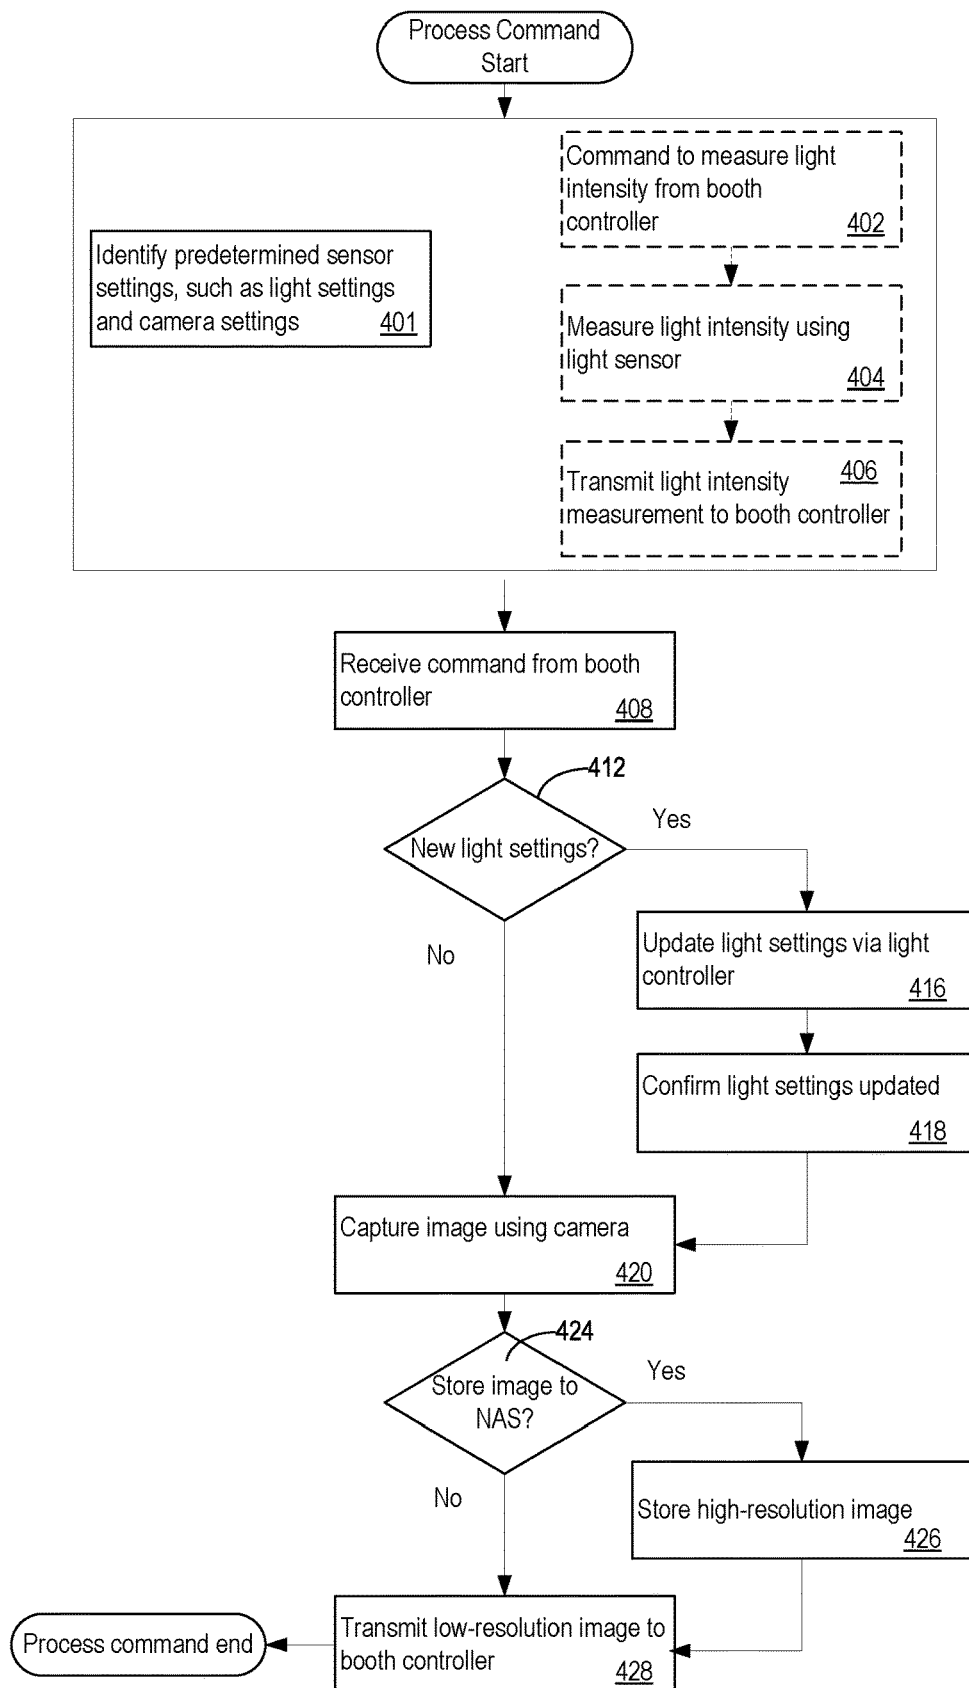 Process Command
Start
Command to measure light
intensity from booth
controller
402
Identify predetermined sensor
settings, such as light settings
and camera settings
401
Measure light intensity using
light sensor
404
406
Transmit light intensity
measurement to booth controller
Receive command from booth
controller
408
412
New light settings?
Yes
No
Update light settings via light
controller
416
Confirm light settings updated
418
Capture image using camera
420
424
Store image to
NAS?
Yes
No
Store high-resolution image
426
Transmit low-resolution image to
booth controller
428
Process command end